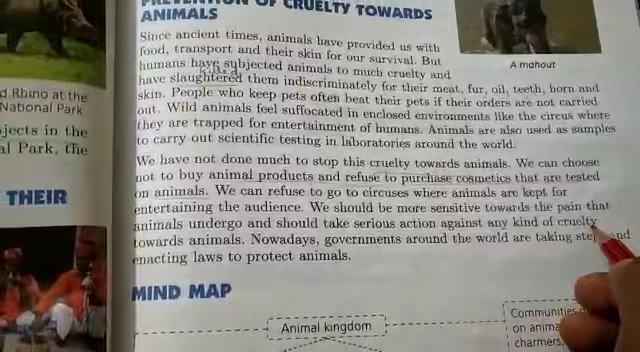 PREVENTION OF CRUELTY TOWARDS
ANIMALS
Since ancient times, animals have provided us with
food, transport and their skin for our survival. But
humans have subjected animals to much cruelty and
have slaughtered them indiscriminately for their meat, fur, oil, teeth, horn and
skin. People who keep pets often beat their pets if their orders are not carried
out. Wild animals feel suffocated in enclosed environments like the circus where
they are trapped for entertainment of humans. Animals are also used as samples
to carry out scientific testing in laboratories around the world.
We have not done much to stop this cruelty towards animals. We can choose
not to buy animal products and refuse to purchase cosmetics that are tested
on animals. We can refuse to go to circuses where animals are kept for
entertaining the audience. We should be more sensitive towards the pain that
animals undergo and should take serious action against any kind of cruelty
towards animals. Nowadays, governments around the world are taking and
enacting laws to protect animals.
MIND MAP
Animal kingdom
Communities
on
charmers,
A mahout
d Rhino at the
National Park
jects in the
al Park, the
THEIR